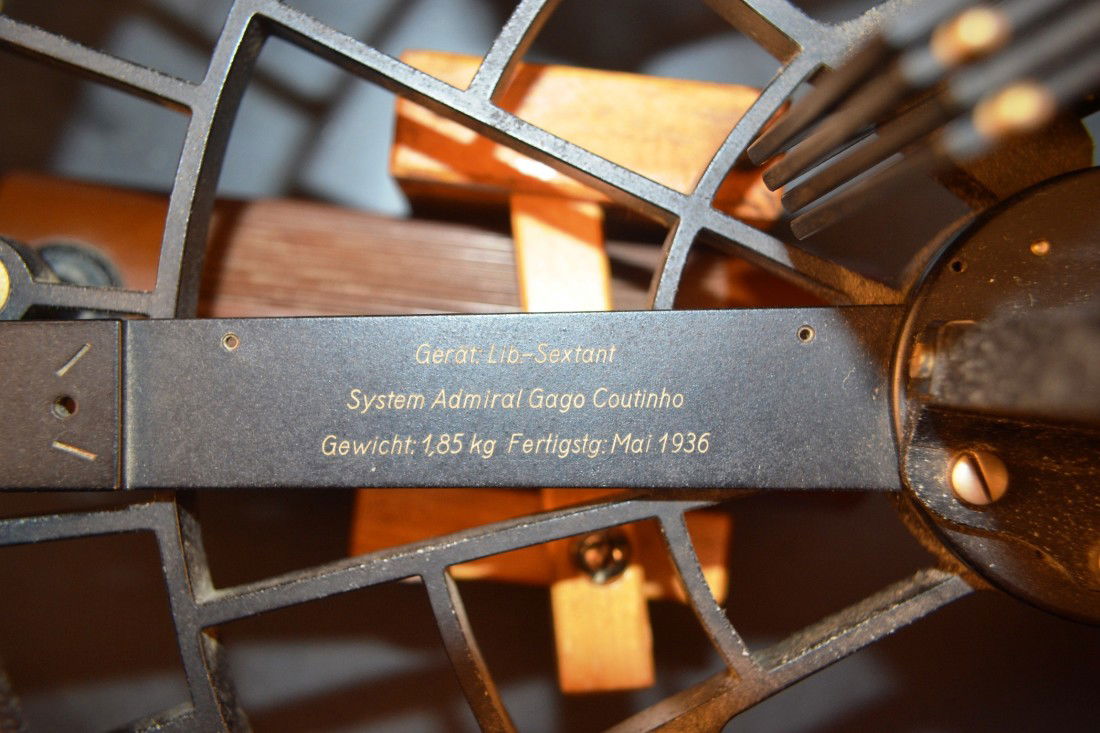 Gerät: Lib-Sextant
System Admiral Gago Coutinho
Gewicht: 1,85 kg Fertigstg: Mai 1936